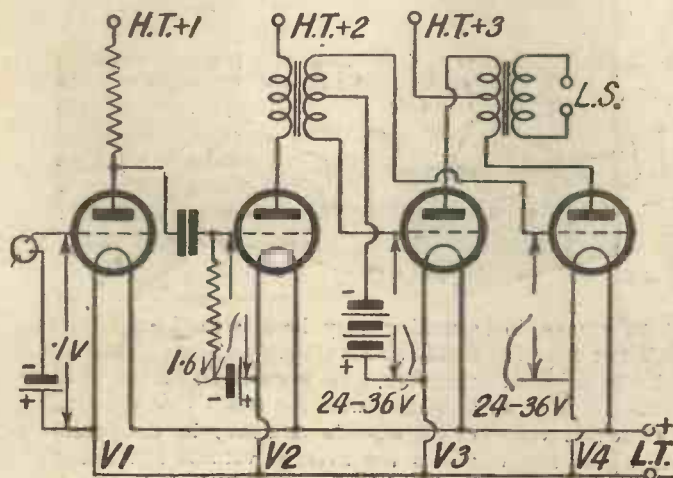 H.T.+1
H.T.+2
H.T.+3
L.S.
.1V
1.6V
24-36V
24-36V
V1
V2
V3
V4
L.T.